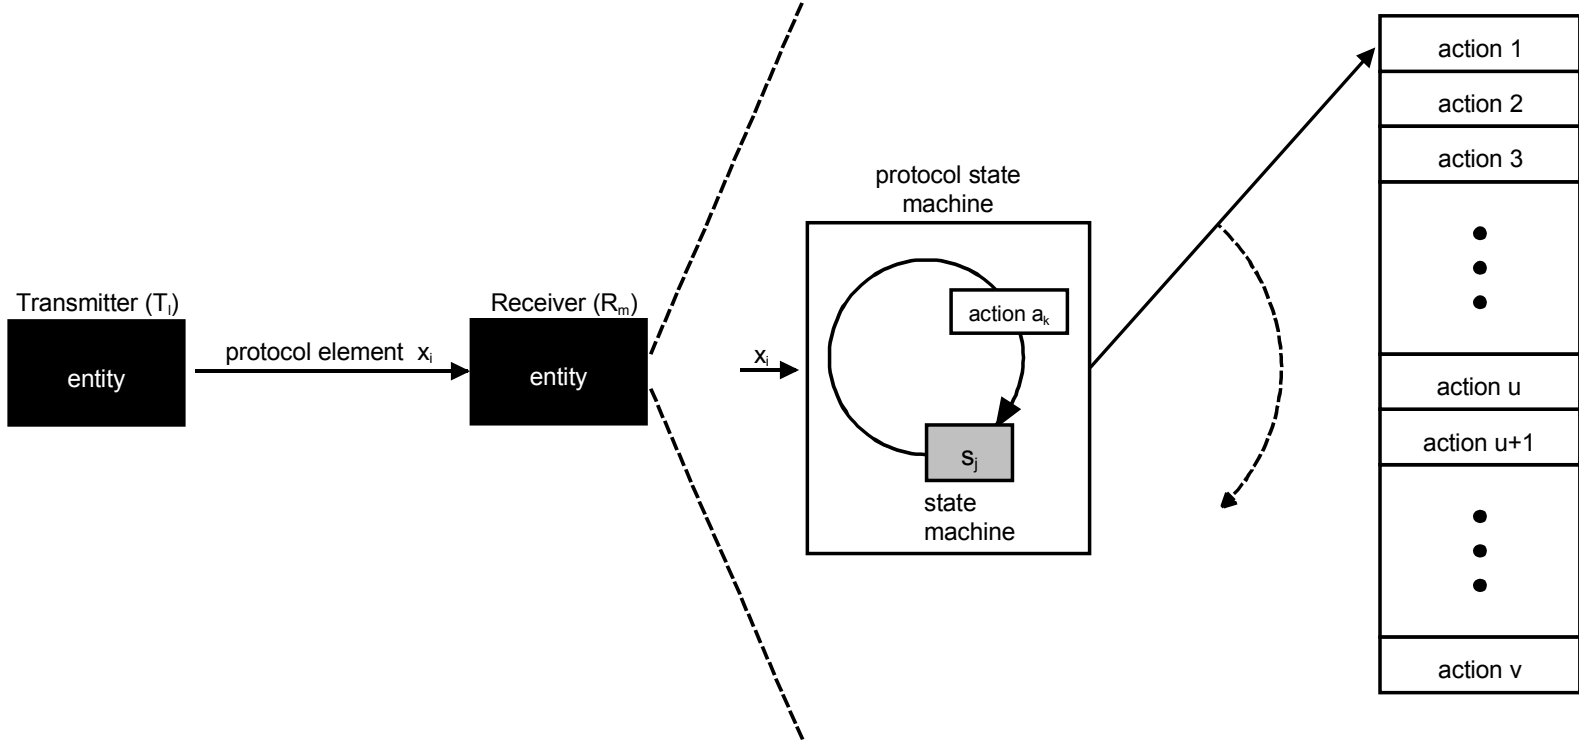 Transmitter (Tl)
entity
protocol element xi
Receiver (Rm)
entity
xi
protocol state
machine
action ak
sj
state
machine
action 1
action 2
action 3
action u
action u+1
action v